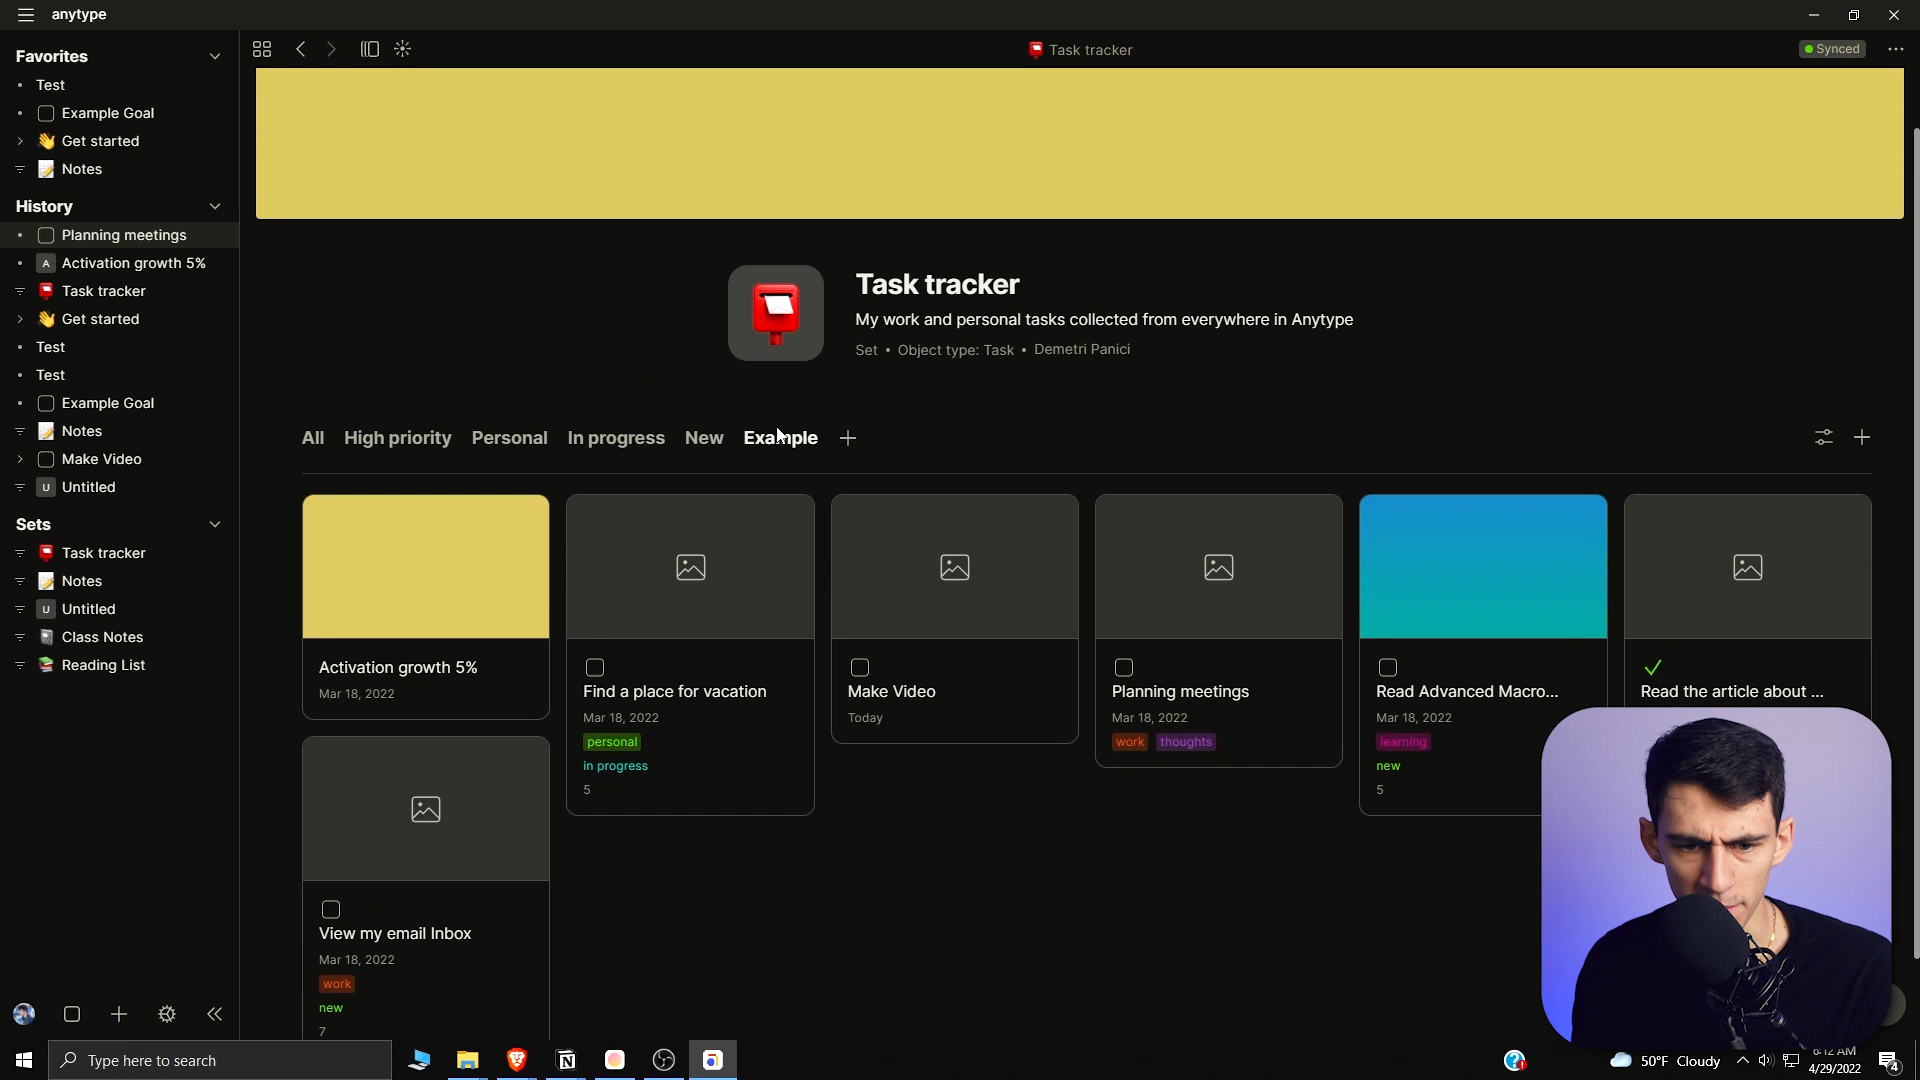 anytype
Favorites
Test
Example Goal
Get started
Notes
History
Planning meetings
A Activation growth 5%
Task tracker
Get started
Test
Test
Example Goal
Notes
Make Video
U Untitled
Sets
Task tracker
Notes
U Untitled
Class Notes
Reading List
Task tracker
Synced
Task tracker
My work and personal tasks collected from everywhere in Anytype
Set • Object type: Task • Demetri Panici
All High priority Personal In progress New Example
Activation growth 5%
Mar 18, 2022
Find a place for vacation
Mar 18, 2022
personal
in progress
5
Make Video
Today
Planning meetings
Mar 18, 2022
work thoughts
Read Advanced Macro...
Mar 18, 2022
learning
new
5
Read the article about ...
View my email Inbox
Mar 18, 2022
work
new
7
Type here to search
50°F Cloudy
6:12 AM
4/29/2022
4